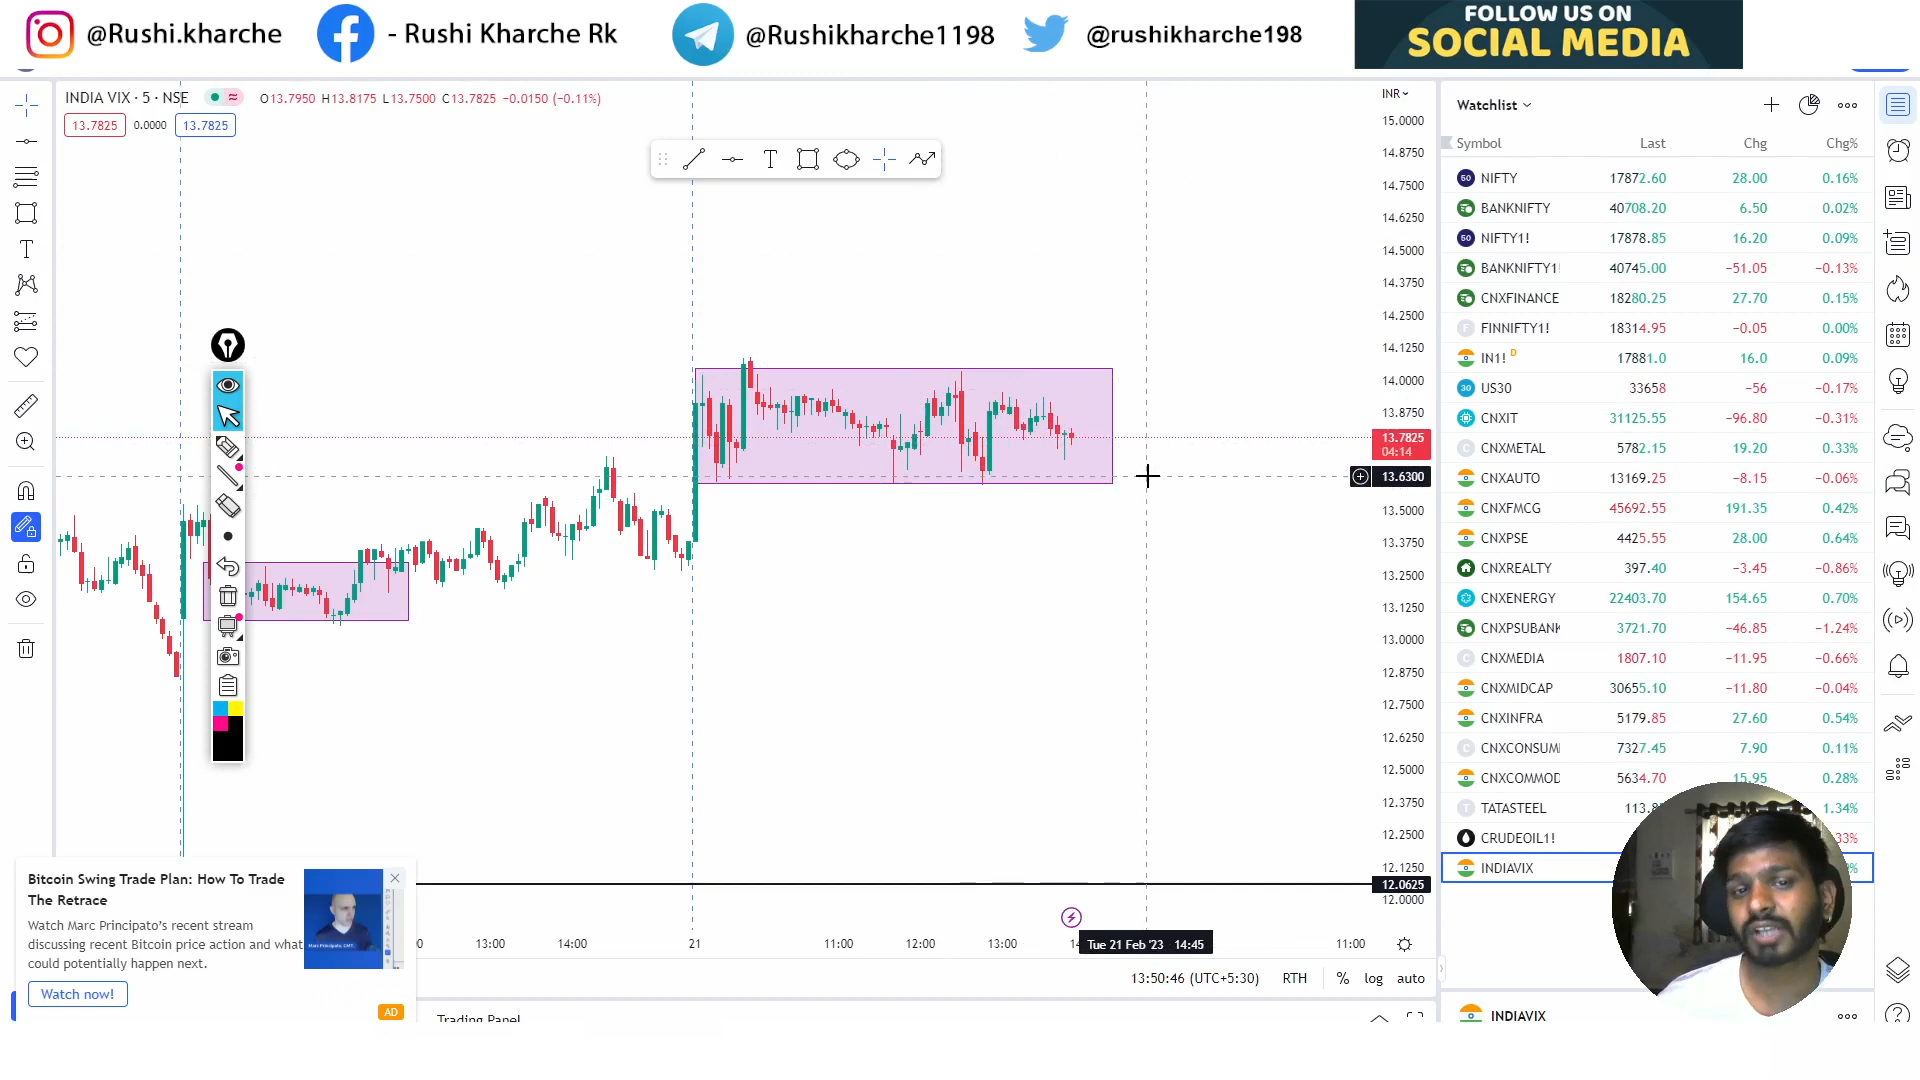 @Rushi.kharche - Rushi Kharche Rk @Rushikharche1198 @rushikharche198
FOLLOW US ON
SOCIAL MEDIA
INDIA VIX · 5 · NSE O13.7950 H13.8175 L13.7500 C13.7825 −0.0150 (−0.11%)
13.7825 0.0000 13.7825
INR
15.0000
14.8750
14.7500
14.6250
14.5000
14.3750
14.2500
14.1250
14.0000
13.8750
13.7825
04:14
13.6300
13.5000
13.3750
13.2500
13.1250
13.0000
12.8750
12.7500
12.6250
12.5000
12.3750
12.2500
12.1250
12.0625
12.0000
Watchlist
Symbol Last Chg Chg%
NIFTY 17872.60 28.00 0.16%
BANKNIFTY 40708.20 6.50 0.02%
NIFTY1! 17878.85 16.20 0.09%
BANKNIFTY1! 40745.00 −51.05 −0.13%
CNXFINANCE 18280.25 27.70 0.15%
FINNIFTY1! 18314.95 −0.05 0.00%
IN1! D 17881.0 16.0 0.09%
US30 33658 −56 −0.17%
CNXIT 31125.55 −96.80 −0.31%
CNXMETAL 5782.15 19.20 0.33%
CNXAUTO 13169.25 −8.15 −0.06%
CNXFMCG 45692.55 191.35 0.42%
CNXPSE 4425.55 28.00 0.64%
CNXREALTY 397.40 −3.45 −0.86%
CNXENERGY 22403.70 154.65 0.70%
CNXPSUBANK 3721.70 −46.85 −1.24%
CNXMEDIA 1807.10 −11.95 −0.66%
CNXMIDCAP 30655.10 −11.80 −0.04%
CNXINFRA 5179.85 27.60 0.54%
CNXCONSUM 7327.45 7.90 0.11%
CNXCOMMOD 5634.70 15.95 0.28%
TATASTEEL 113.8 1.34%
CRUDEOIL1! 33%
INDIAVIX
Bitcoin Swing Trade Plan: How To Trade
The Retrace
Watch Marc Principato's recent stream
discussing recent Bitcoin price action and what
could potentially happen next.
Marc Principato, CMT
Watch now!
AD
13:00 14:00 21 11:00 12:00 13:00 Tue 21 Feb '23 14:45 11:00
13:50:46 (UTC+5:30) RTH % log auto
Trading Panel
INDIAVIX